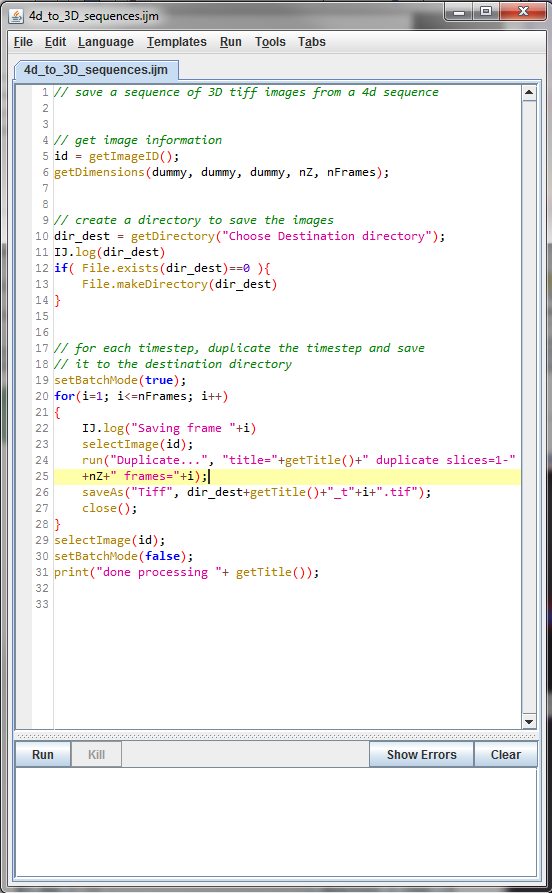 4d_to_3D_sequences.ijm
File Edit Language Templates Run Tools Tabs
4d_to_3D_sequences.ijm
1 // save a sequence of 3D tiff images from a 4d sequence
2
3
4 // get image information
5 id = getImageID();
6 getDimensions(dummy, dummy, dummy, nZ, nFrames);
7
8
9 // create a directory to save the images
10 dir_dest = getDirectory("Choose Destination directory");
11 IJ.log(dir_dest)
12 if( File.exists(dir_dest)==0 ){
13     File.makeDirectory(dir_dest)
14 }
15
16
17 // for each timestep, duplicate the timestep and save
18 // it to the destination directory
19 setBatchMode(true);
20 for(i=1; i<=nFrames; i++)
21 {
22     IJ.log("Saving frame "+i)
23     selectImage(id);
24     run("Duplicate...", "title="+getTitle()+" duplicate slices=1-"
25     +nZ+" frames="+i);
26     saveAs("Tiff", dir_dest+getTitle()+"_t"+i+".tif");
27     close();
28 }
29 selectImage(id);
30 setBatchMode(false);
31 print("done processing "+ getTitle());
32
33
Run Kill Show Errors Clear